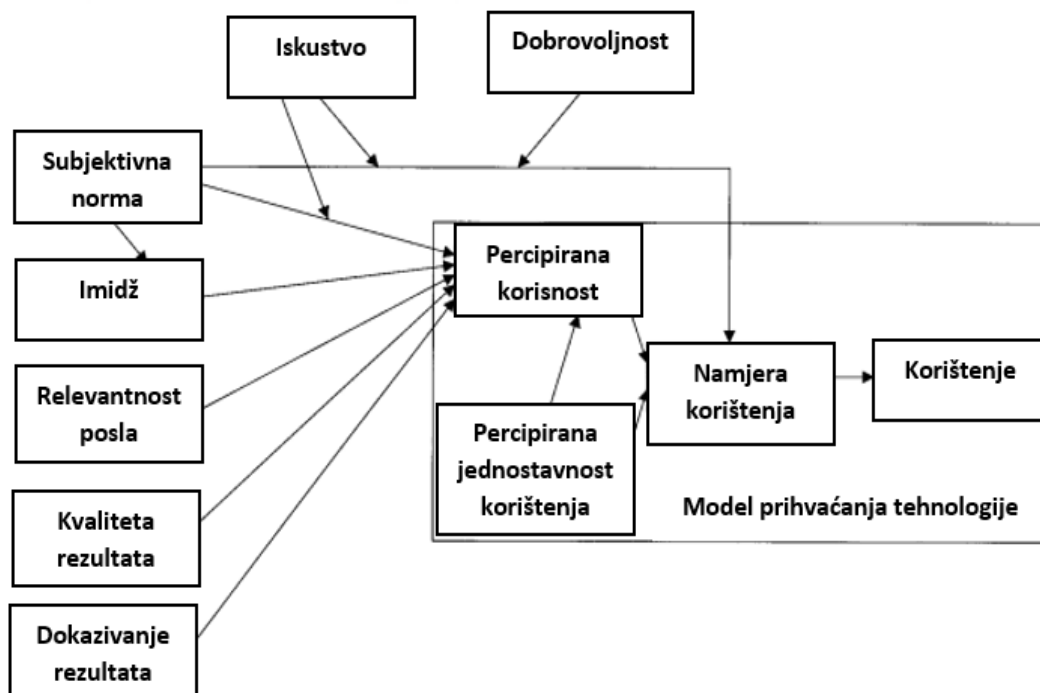 Iskustvo
Dobrovoljnost
Subjektivna
norma
Imidž
Relevantnost
posla
Kvaliteta
rezultata
Dokazivanje
rezultata
Percipirana
korisnost
Percipirana
jednostavnost
korištenja
Namjera
korištenja
Korištenje
Model prihvaćanja tehnologije